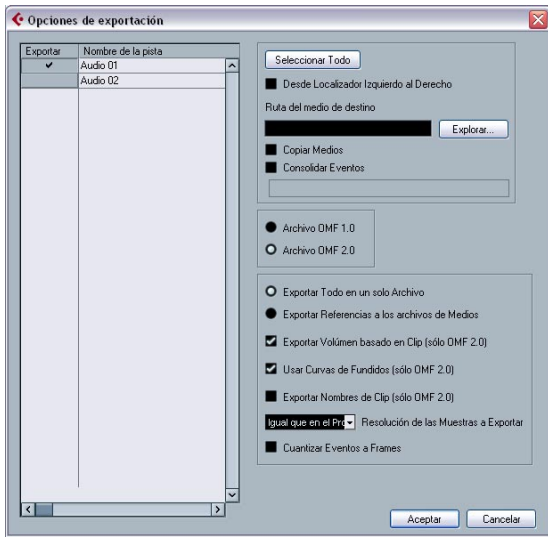 Opciones de exportación
Exportar Nombre de la pista
Audio 01
Audio 02
Seleccionar Todo
Desde Localizador Izquierdo al Derecho
Ruta del medio de destino
Explorar...
Copiar Medios
Consolidar Eventos
Archivo OMF 1.0
Archivo OMF 2.0
Exportar Todo en un solo Archivo
Exportar Referencias a los archivos de Medios
Exportar Volúmen basado en Clip (sólo OMF 2.0)
Usar Curvas de Fundidos (sólo OMF 2.0)
Exportar Nombres de Clip (sólo OMF 2.0)
Igual que en el Pro Resolución de las Muestras a Exportar
Cuantizar Eventos a Frames
Aceptar Cancelar